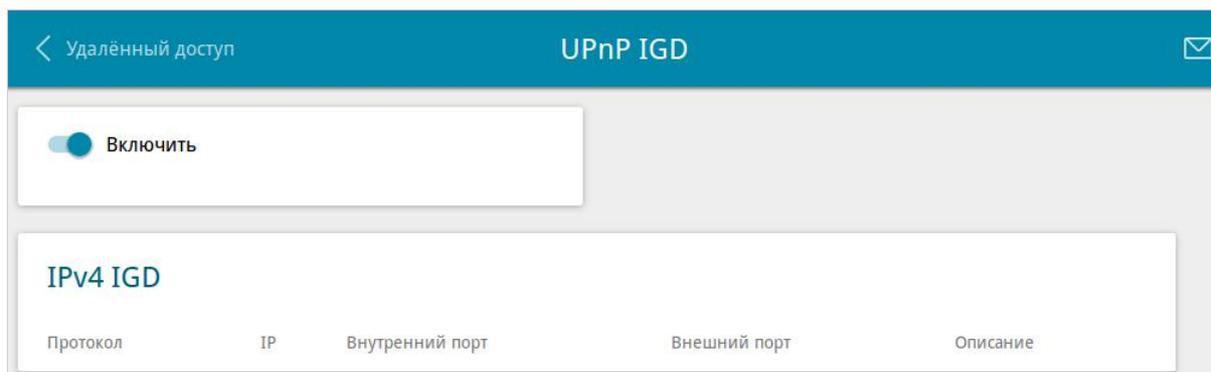 Удалённый доступ UPnP IGD
Включить
IPv4 IGD
Протокол IP Внутренний порт Внешний порт Описание